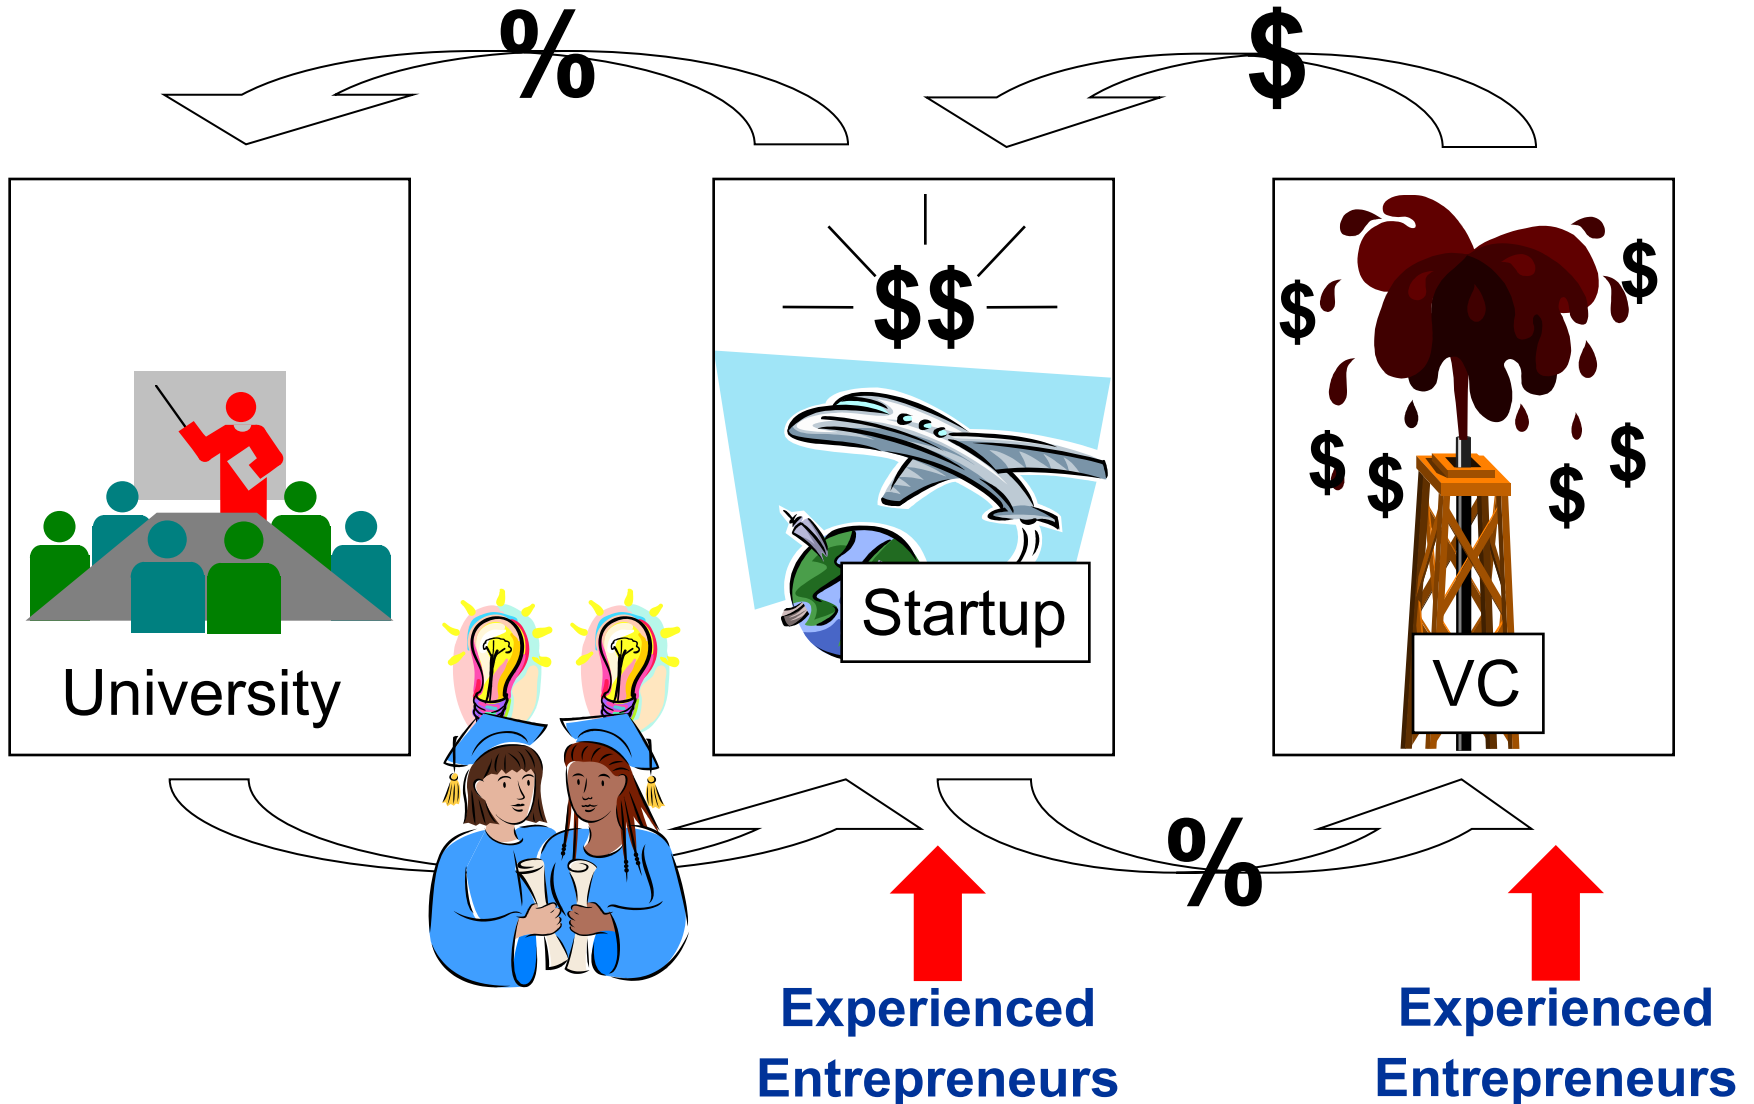 %
$
$$
$
$
$
$
$
$
Startup
University
VC
%
Experienced
Entrepreneurs
Experienced
Entrepreneurs